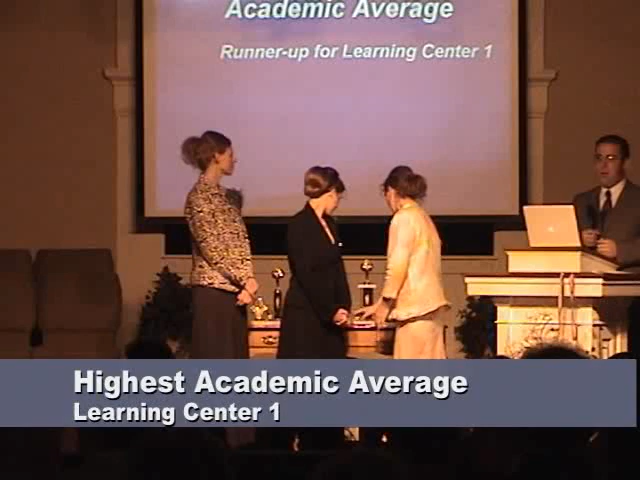 Academic Average
Runner-up for Learning Center 1
Highest Academic Average
Learning Center 1